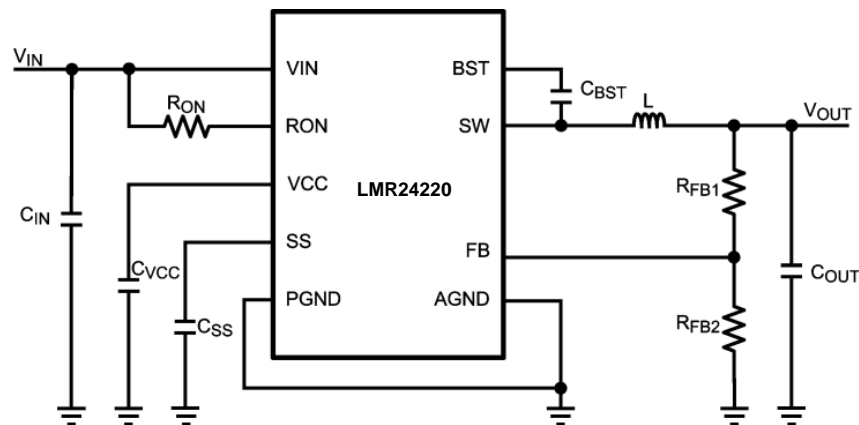 VIN
RON
CIN
CVCC
CSS
VIN
RON
VCC
SS
PGND
LMR24220
BST
SW
FB
AGND
CBST
L
VOUT
RFB1
RFB2
COUT